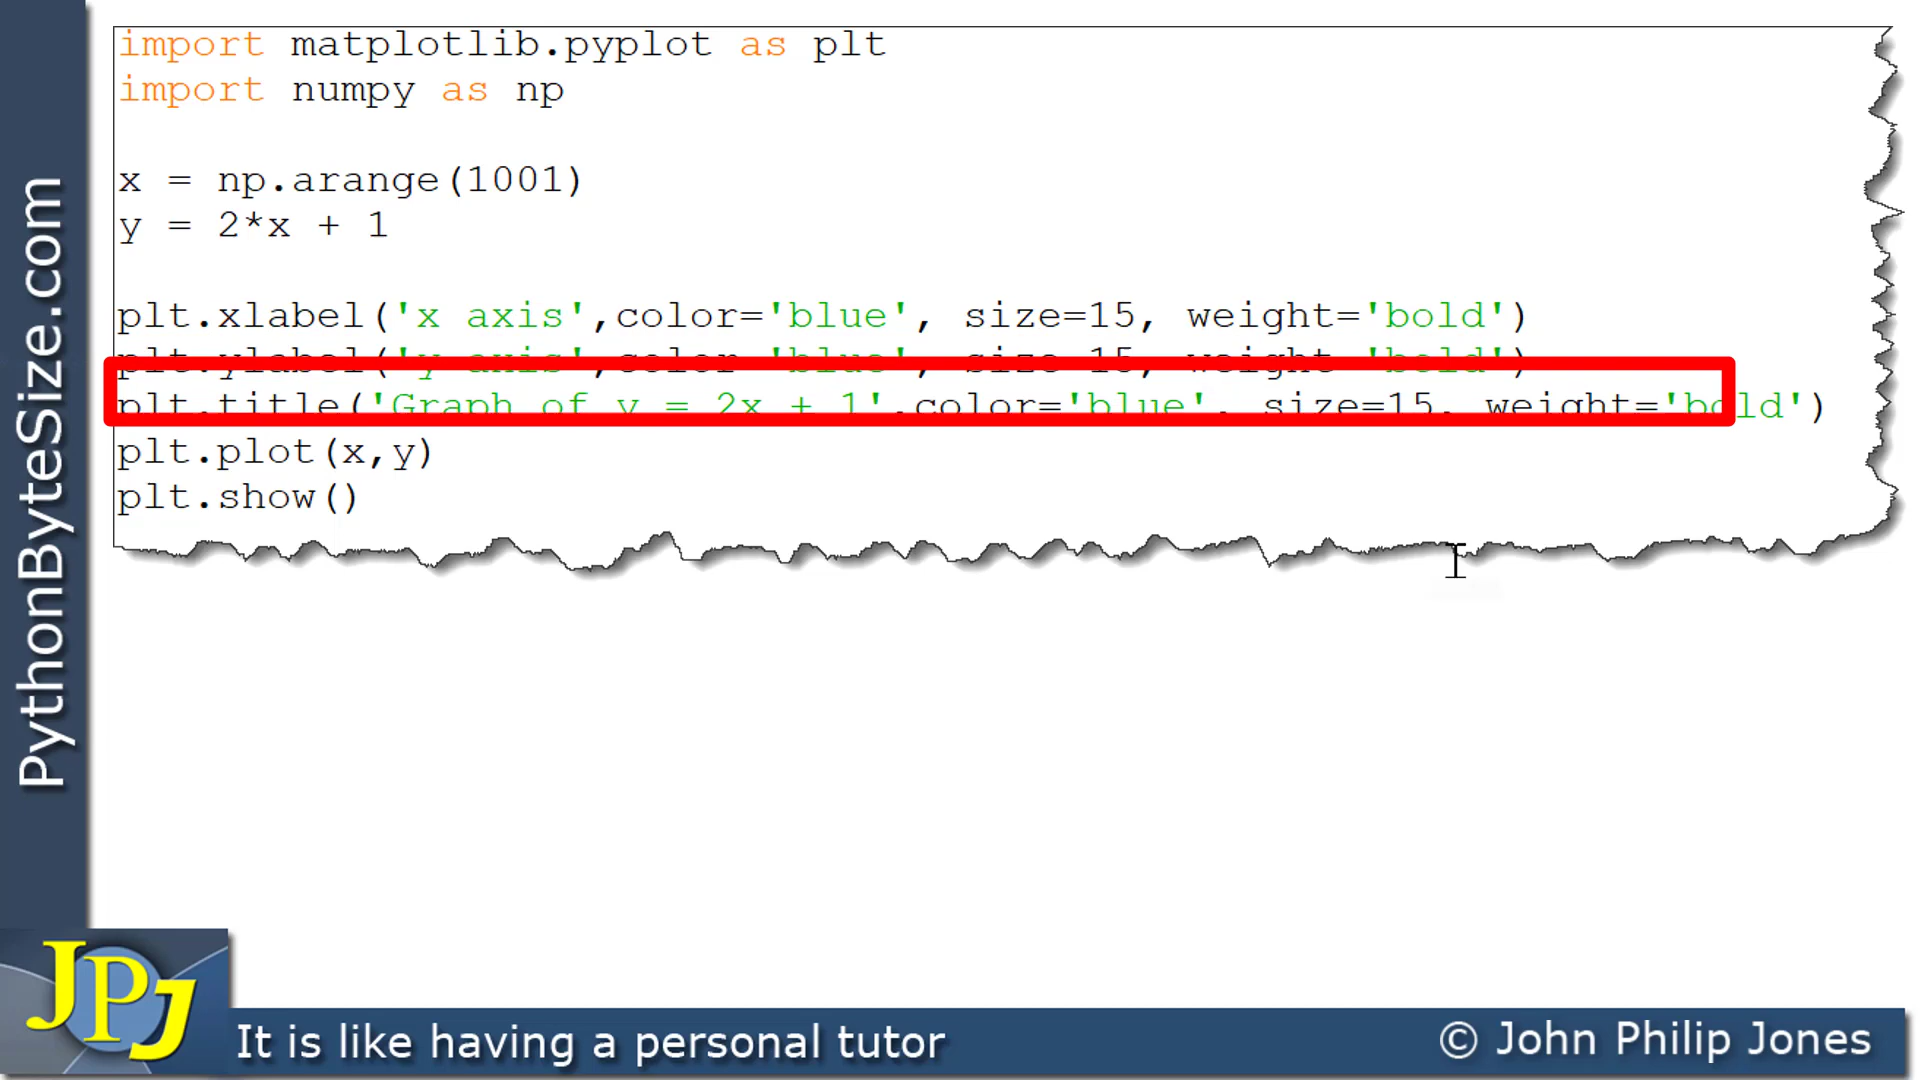 import matplotlib.pyplot as plt
import numpy as np
x = np.arange(1001)
y = 2*x + 1
plt.xlabel('x axis',color='blue', size=15, weight='bold')
plt.ylabel('y axis',color='blue', size=15, weight='bold')
plt.title('Graph of y = 2x + 1',color='blue', size=15, weight='bold')
plt.plot(x,y)
plt.show()
PythonByteSize.com
JPJ
It is like having a personal tutor
© John Philip Jones